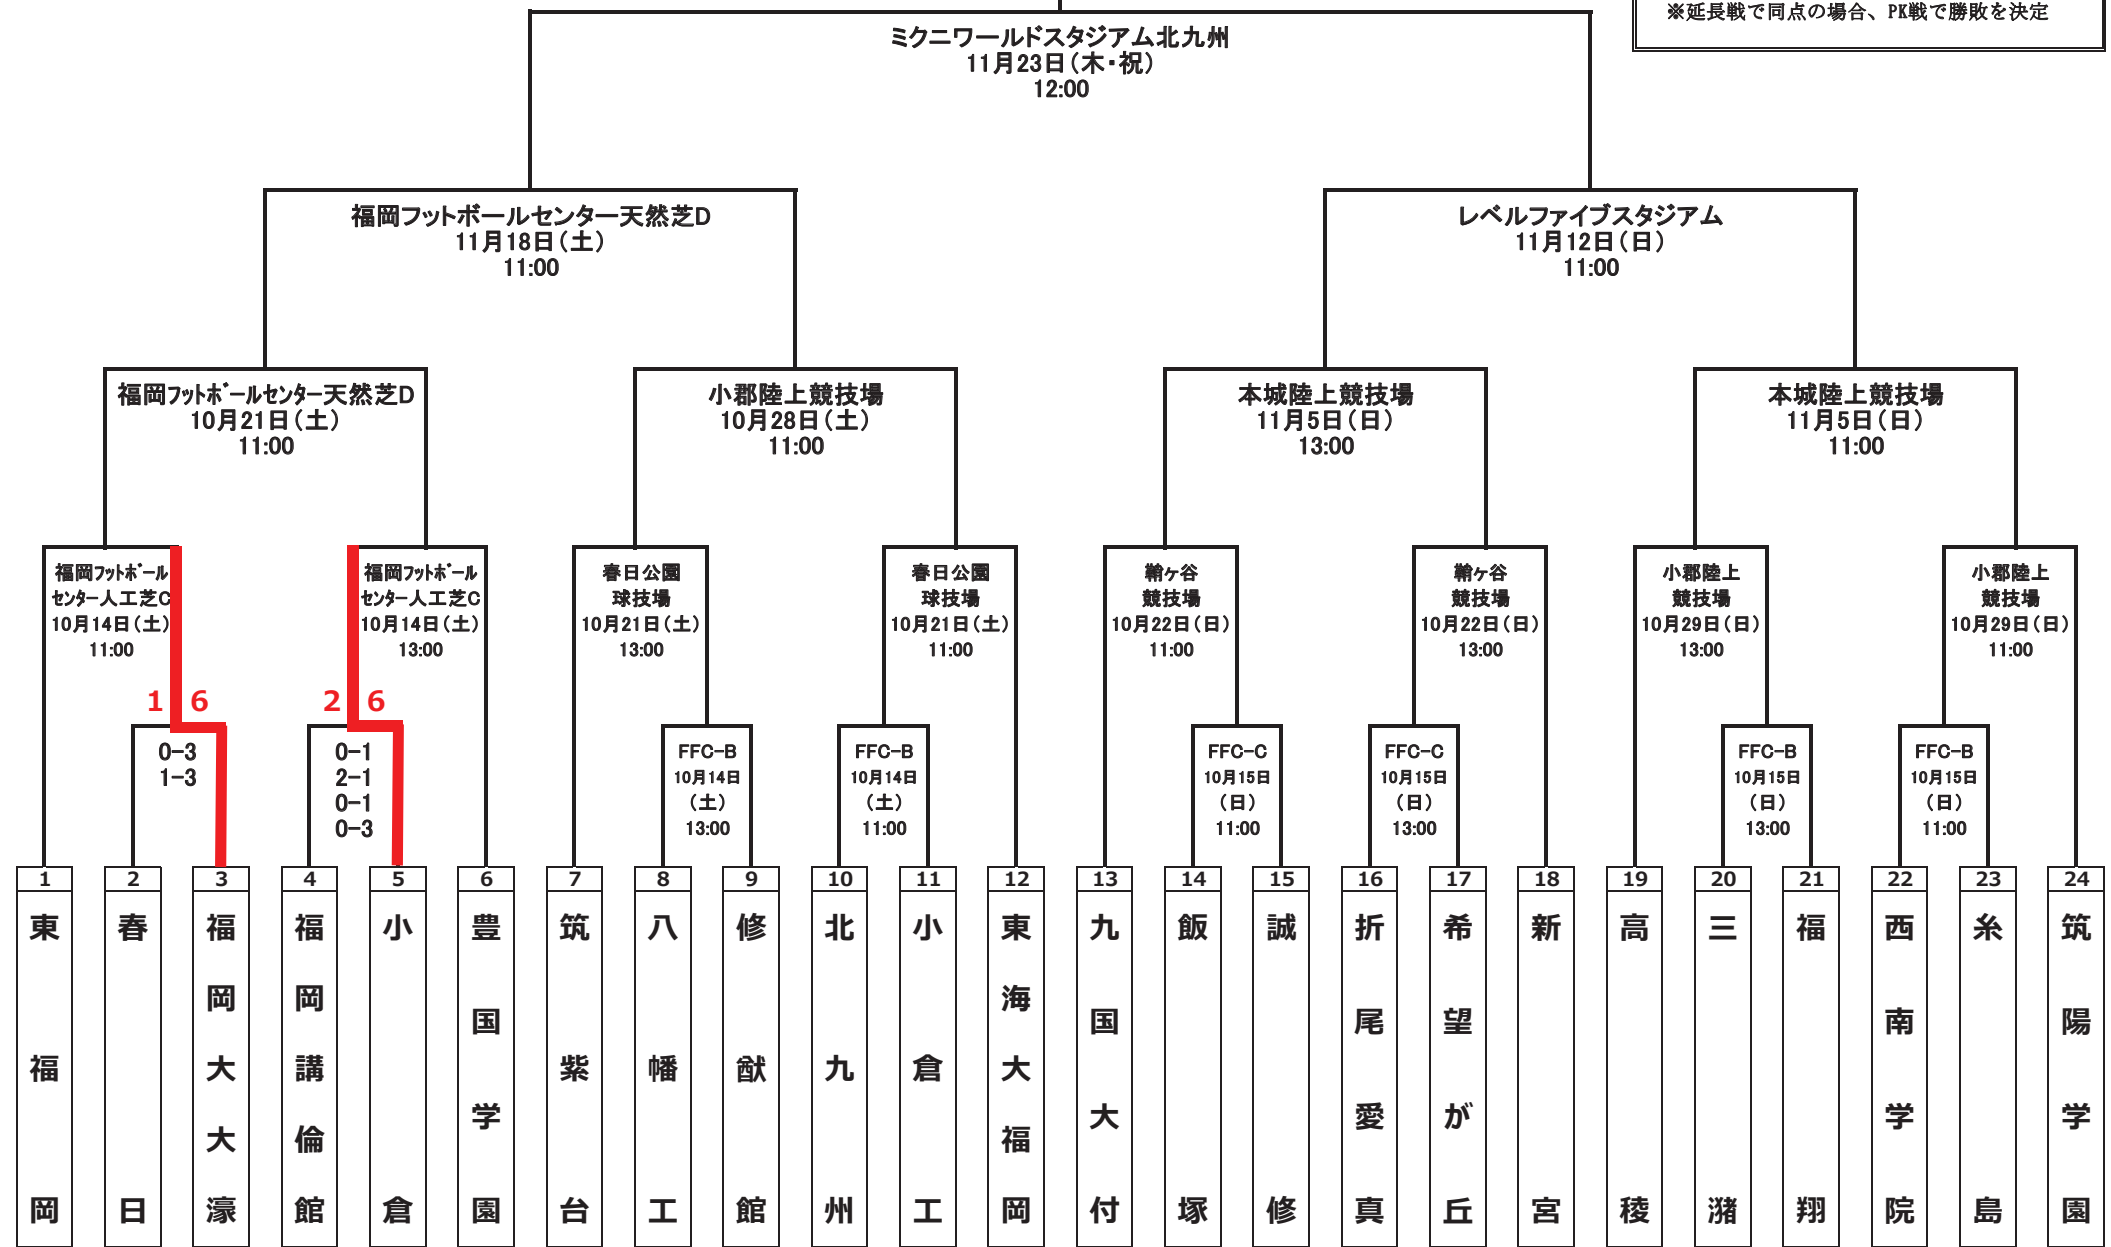 ※延長戦で同点の場合、PK戦で勝敗を決定
ミクニワールドスタジアム北九州
11月23日(木・祝)
12:00
福岡フットボールセンター天然芝D
11月18日(土)
11:00
レベルファイブスタジアム
11月12日(日)
11:00
福岡フットボールセンター天然芝D
10月21日(土)
11:00
小郡陸上競技場
10月28日(土)
11:00
本城陸上競技場
11月5日(日)
13:00
本城陸上競技場
11月5日(日)
11:00
福岡フットボール
センター人工芝C
10月14日(土)
11:00
福岡フットボール
センター人工芝C
10月14日(土)
13:00
春日公園
球技場
10月21日(土)
13:00
春日公園
球技場
10月21日(土)
11:00
鞘ヶ谷
競技場
10月22日(日)
11:00
鞘ヶ谷
競技場
10月22日(日)
13:00
小郡陸上
競技場
10月29日(日)
13:00
小郡陸上
競技場
10月29日(日)
11:00
1 6
2 6
0-3
1-3
0-1
2-1
0-1
0-3
FFC-B
10月14日
(土)
13:00
FFC-B
10月14日
(土)
11:00
FFC-C
10月15日
(日)
11:00
FFC-C
10月15日
(日)
13:00
FFC-B
10月15日
(日)
13:00
FFC-B
10月15日
(日)
11:00
1
東福岡
2
春日
3
福岡大大濠
4
福岡講倫館
5
小倉
6
豊国学園
7
筑紫台
8
八幡工
9
修猷館
10
北九州
11
小倉工
12
東海大福岡
13
九国大付
14
飯塚
15
誠修
16
折尾愛真
17
希望が丘
18
新宮
19
高稜
20
三潴
21
福翔
22
西南学院
23
糸島
24
筑陽学園